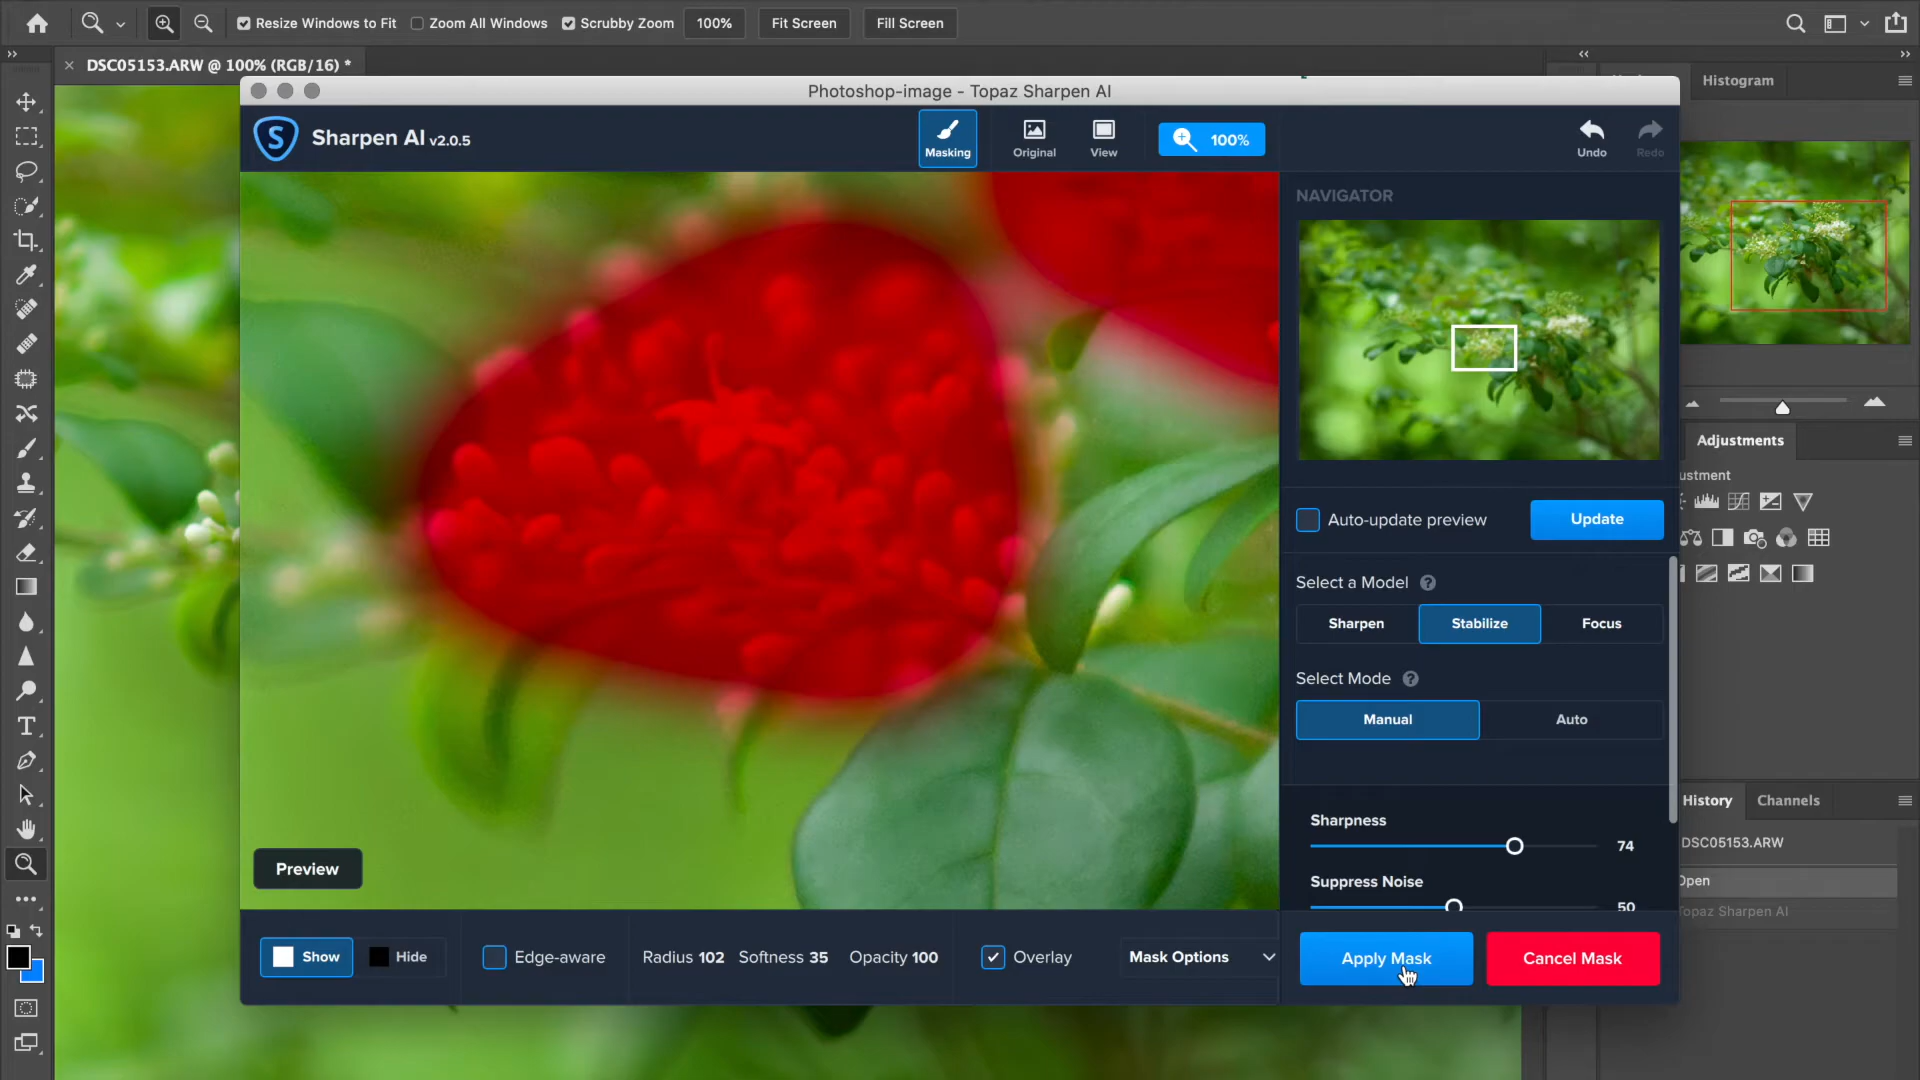 Resize Windows to Fit
Zoom All Windows
Scrubby Zoom
100%
Fit Screen
Fill Screen
DSC05153.ARW @ 100% (RGB/16) *
Histogram
Photoshop-image - Topaz Sharpen AI
S
Sharpen AI v2.0.5
Masking
Original
View
100%
Undo
Redo
NAVIGATOR
Auto-update preview
Update
Adjustments
ustment
Select a Model ?
Sharpen
Stabilize
Focus
Select Mode ?
Manual
Auto
Sharpness
74
Suppress Noise
50
History
Channels
DSC05153.ARW
Open
Topaz Sharpen AI
Preview
Show
Hide
Edge-aware
Radius 102
Softness 35
Opacity 100
Overlay
Mask Options
Apply Mask
Cancel Mask
T